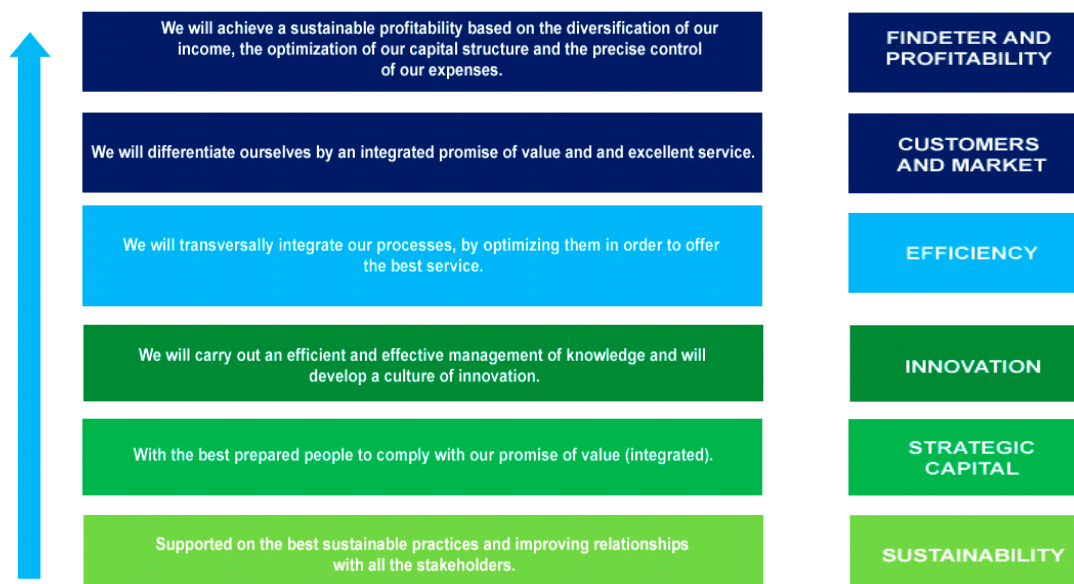 We will achieve a sustainable profitability based on the diversification of our
income, the optimization of our capital structure and the precise control
of our expenses.
FINDETER AND
PROFITABILITY
We will differentiate ourselves by an integrated promise of value and and excellent service.
CUSTOMERS
AND MARKET
We will transversally integrate our processes, by optimizing them in order to offer
the best service.
EFFICIENCY
We will carry out an efficient and effective management of knowledge and will
develop a culture of innovation.
INNOVATION
With the best prepared people to comply with our promise of value (integrated).
STRATEGIC
CAPITAL
Supported on the best sustainable practices and improving relationships
with all the stakeholders.
SUSTAINABILITY